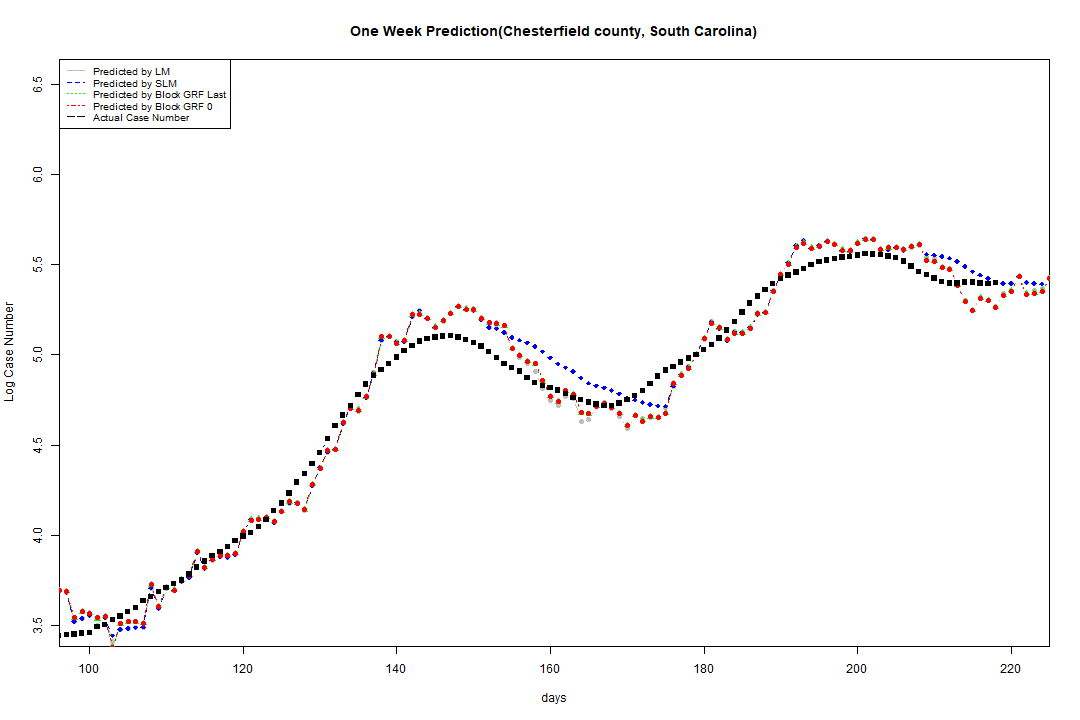 One Week Prediction(Chesterfield county, South Carolina)
Predicted by LM
Predicted by SLM
Predicted by Block GRF Last
Predicted by Block GRF 0
Actual Case Number
Log Case Number
6.5
6.0
5.5
5.0
4.5
4.0
3.5
100 120 140 160 180 200 220
days